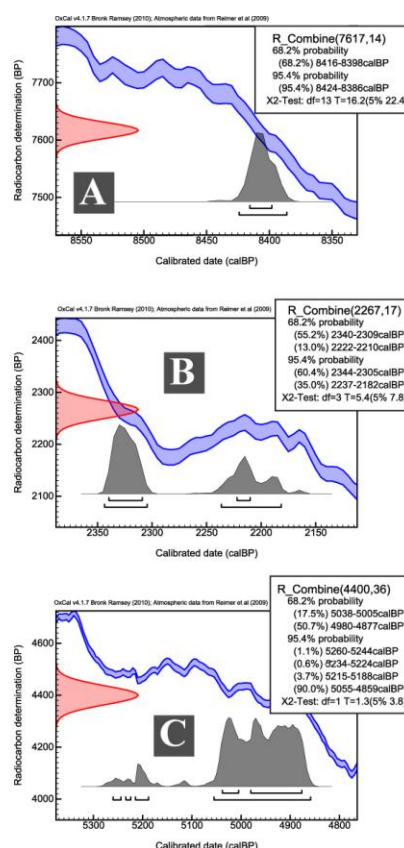 OxCal v4.1.7 Bronk Ramsey (2010); Atmospheric data from Reimer et al (2009)
R_Combine(7617,14)
68.2% probability
(68.2%) 8416-8398calBP
95.4% probability
(95.4%) 8424-8386calBP
X2-Test: df=13 T=16.2(5% 22.4
Radiocarbon determination (BP)
7700
7600
7500
A
8550 8500 8450 8400 8350
Calibrated date (calBP)
OxCal v4.1.7 Bronk Ramsey (2010); Atmospheric data from Reimer et al (2009)
R_Combine(2267,17)
68.2% probability
(55.2%) 2340-2309calBP
(13.0%) 2222-2210calBP
95.4% probability
(60.4%) 2344-2305calBP
(35.0%) 2237-2182calBP
X2-Test: df=3 T=5.4(5% 7.8
Radiocarbon determination (BP)
2400
2300
2200
2100
B
2350 2300 2250 2200 2150
Calibrated date (calBP)
OxCal v4.1.7 Bronk Ramsey (2010); Atmospheric data from Reimer et al (2009)
R_Combine(4400,36)
68.2% probability
(17.5%) 5038-5005calBP
(50.7%) 4980-4877calBP
95.4% probability
(1.1%) 5260-5244calBP
(0.6%) 5234-5224calBP
(3.7%) 5215-5188calBP
(90.0%) 5055-4859calBP
X2-Test: df=1 T=1.3(5% 3.8
Radiocarbon determination (BP)
4600
4400
4200
4000
C
5300 5200 5100 5000 4900 4800
Calibrated date (calBP)